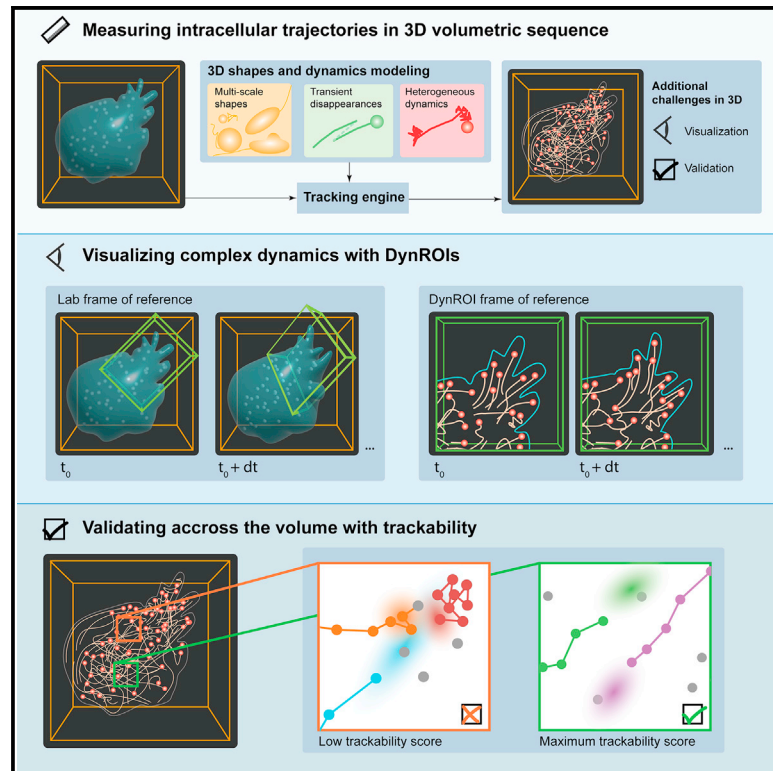 Measuring intracellular trajectories in 3D volumetric sequence
3D shapes and dynamics modeling
Multi-scale
shapes
Transient
disappearances
Heterogeneous
dynamics
Tracking engine
Additional
challenges in 3D
Visualization
Validation
Visualizing complex dynamics with DynROIs
Lab frame of reference
t0
t0 + dt
...
DynROI frame of reference
t0
t0 + dt
...
Validating accross the volume with trackability
Low trackability score
Maximum trackability score